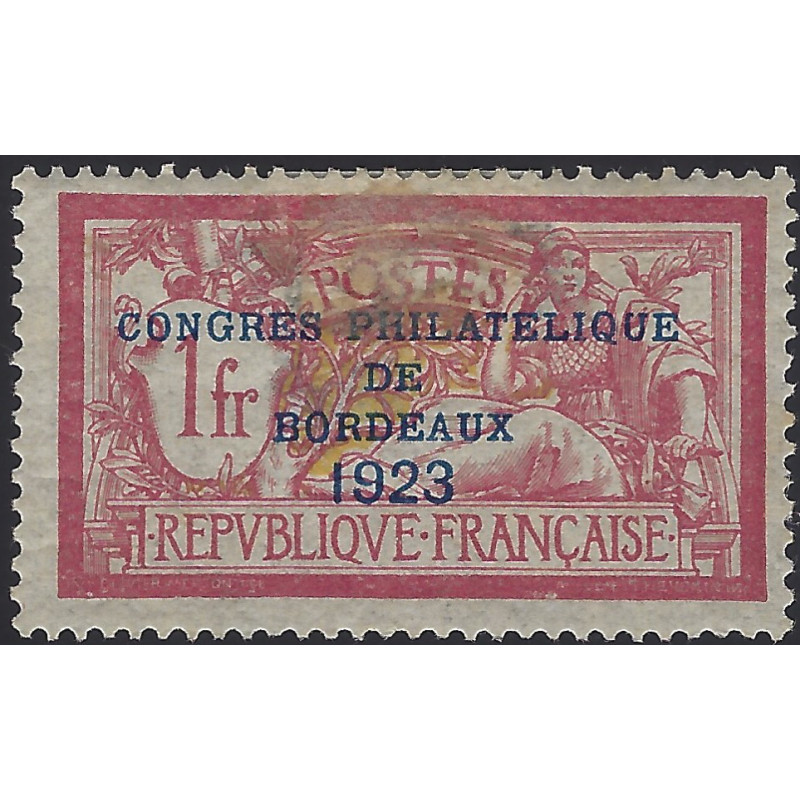 POSTES
CONGRES PHILATELIQUE
1fr
DE
BORDEAUX
1923
·REPVBLIQVE·FRANÇAISE·